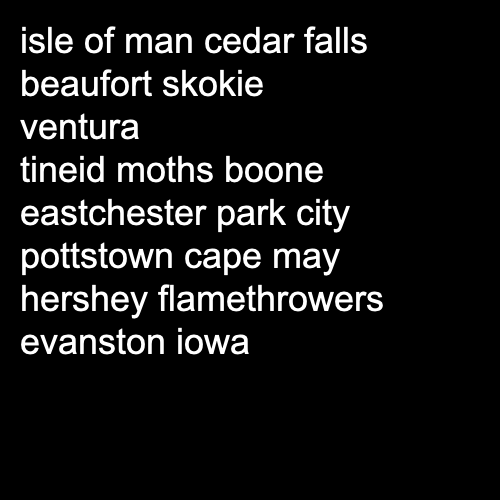 isle of man cedar falls
beaufort skokie
ventura
tineid moths boone
eastchester park city
pottstown cape may
hershey flamethrowers
evanston iowa